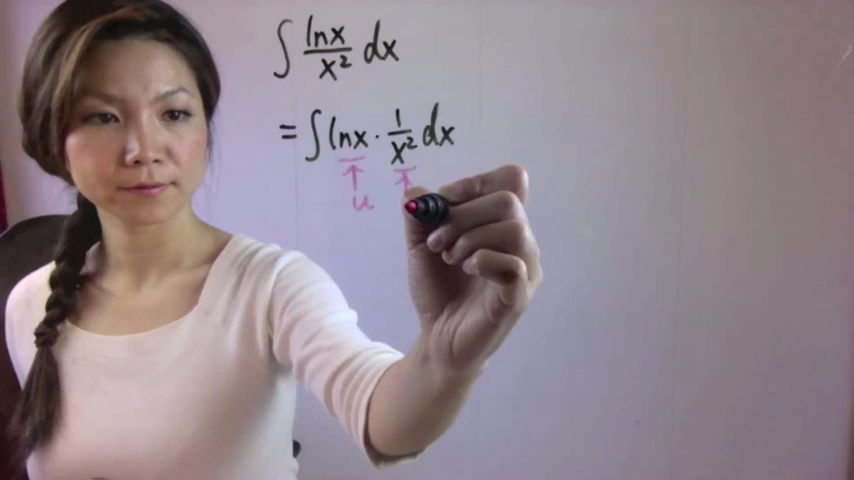 ∫ lnx/x² dx
= ∫ lnx · 1/x² dx
u